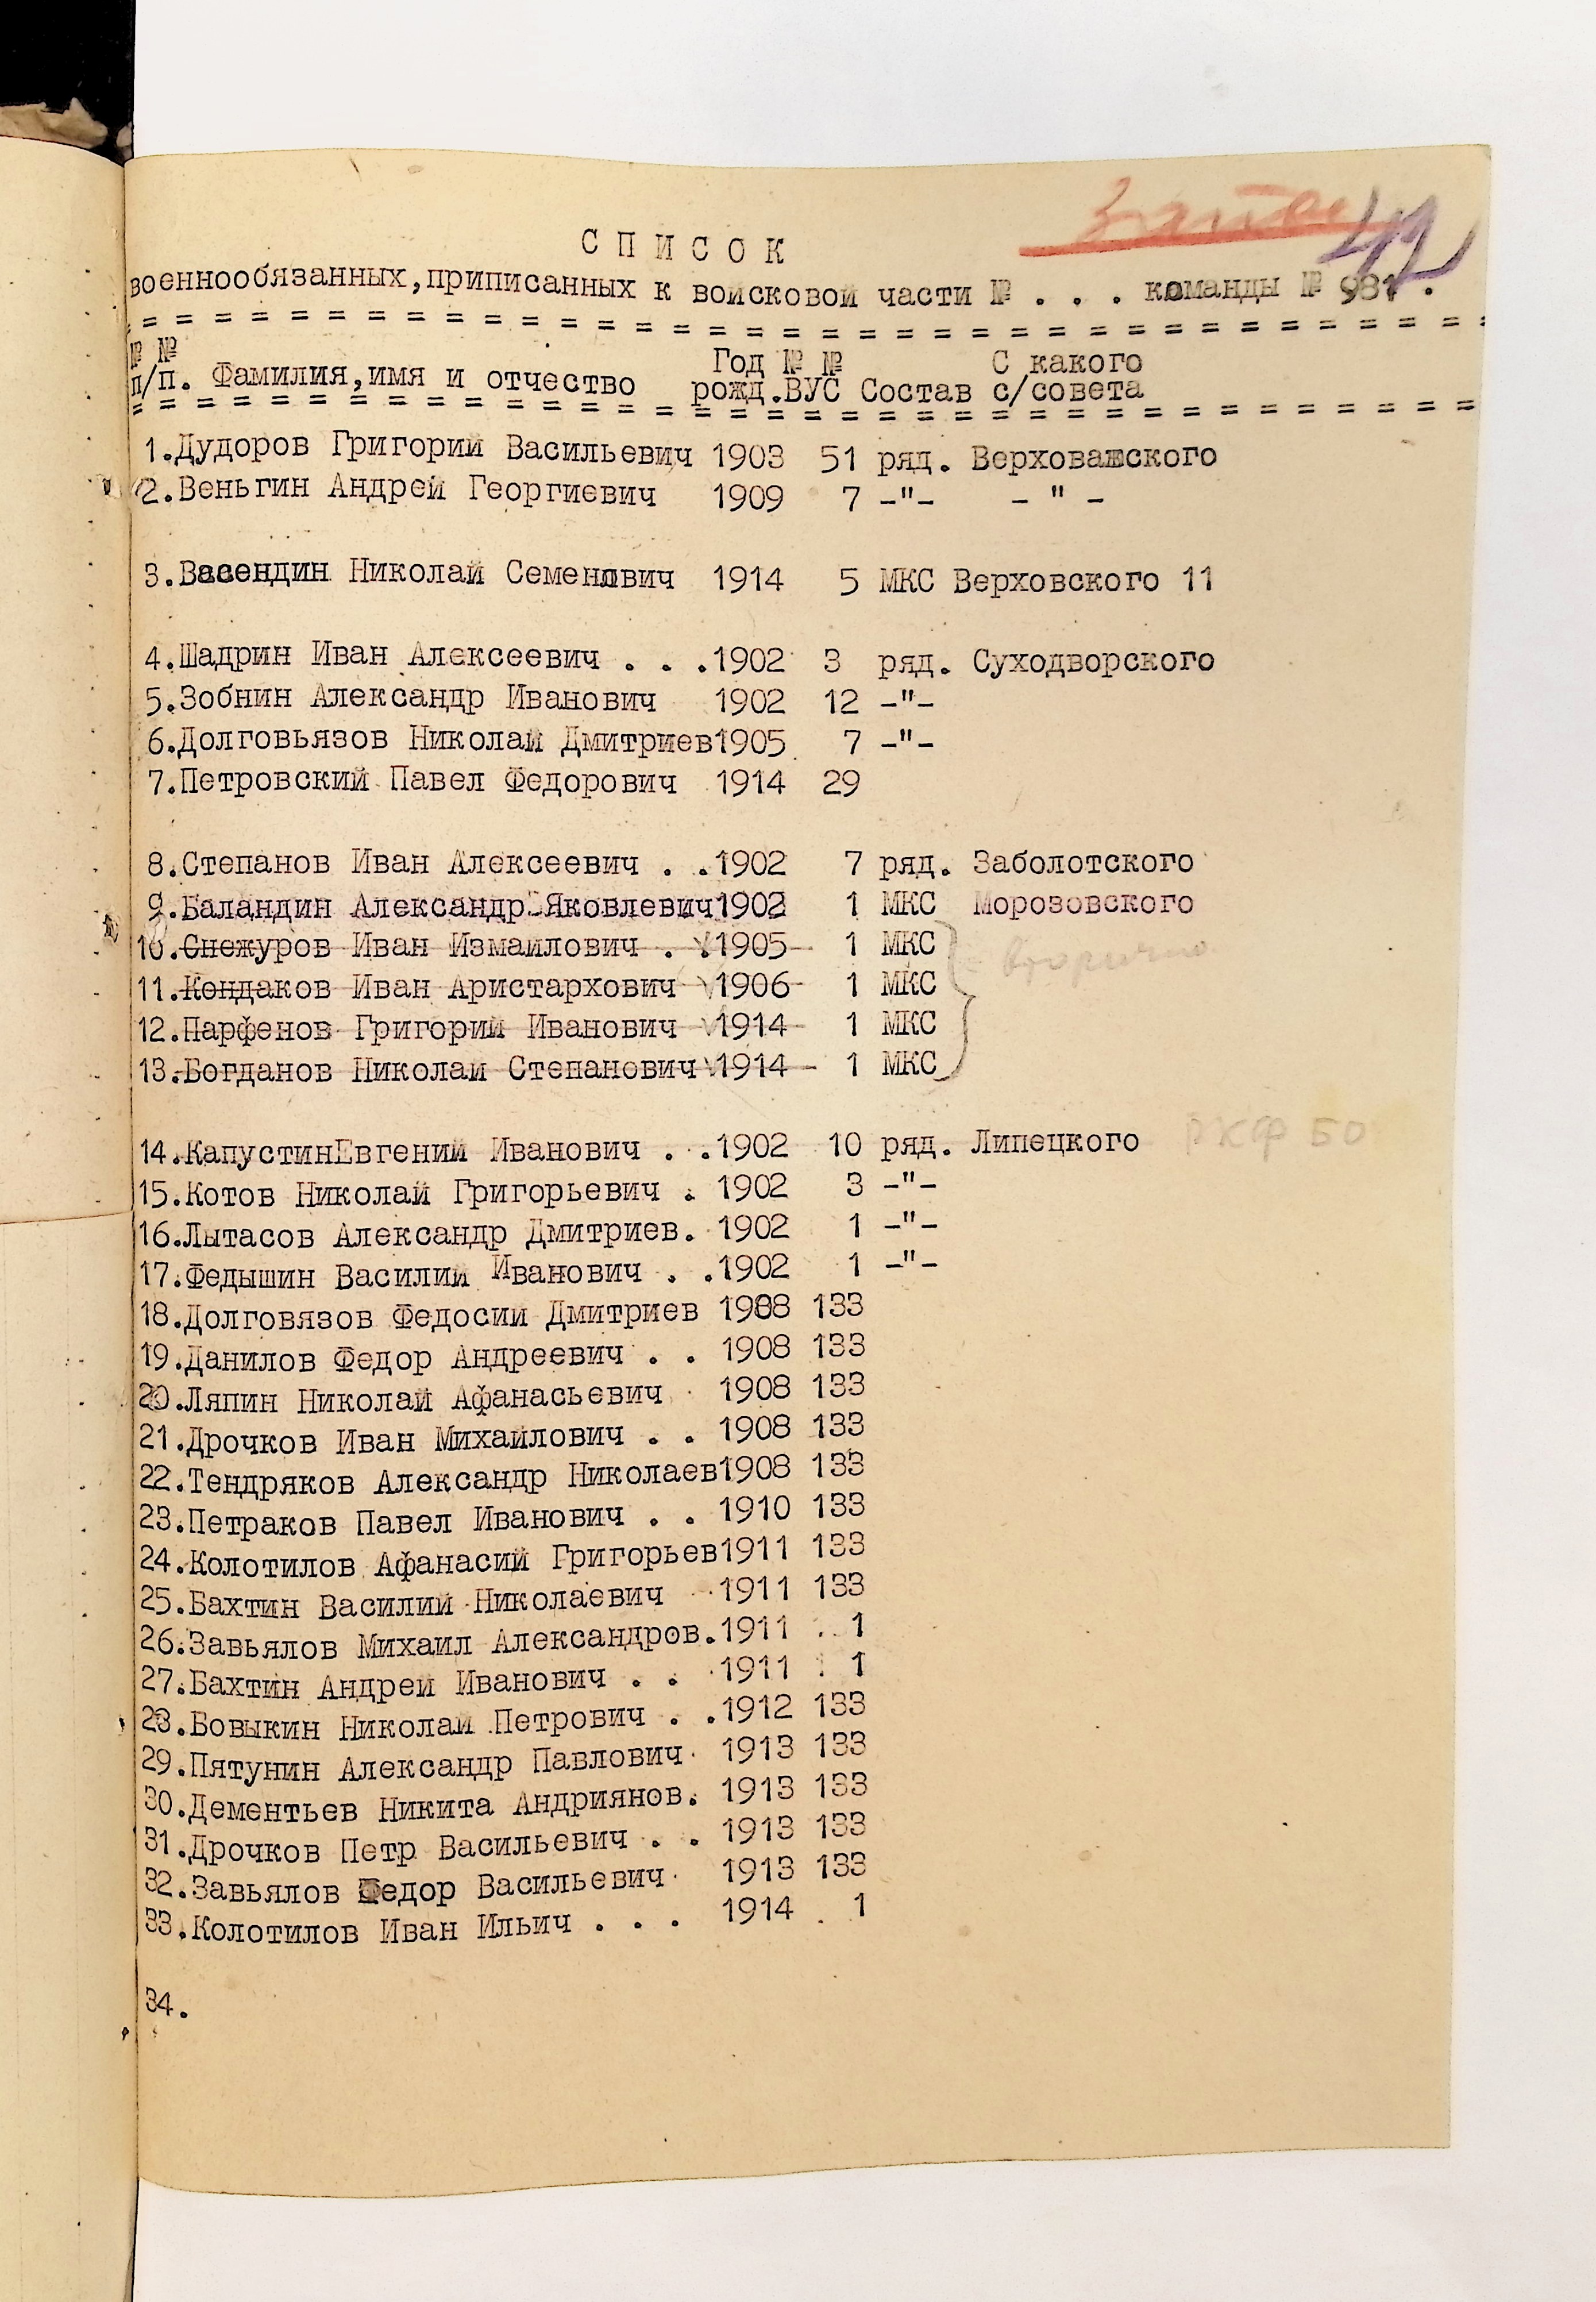 42
С П И С О К
военнообязанных,приписанных к войсковой части № . . . команды № 981 .
= = = = = = = = = = = = = = = = = = = = = = = = = = = = = = = =
№ № Год № № С какого
п/п. Фамилия,имя и отчество рожд.ВУС Состав с/совета
= = = = = = = = = = = = = = = = = = = = = = = = = = = = = = = =
1.Дудоров Григорий Васильевич 1903 51 ряд. Верховажского
2.Веньгин Андрей Георгиевич 1909 7 -"- - " -
3.Васендин Николай Семенович 1914 5 МКС Верховского 11
4.Шадрин Иван Алексеевич . . .1902 3 ряд. Суходворского
5.Зобнин Александр Иванович 1902 12 -"-
6.Долговьязов Николай Дмитриев1905 7 -"-
7.Петровский Павел Федорович 1914 29
8.Степанов Иван Алексеевич . .1902 7 ряд. Заболотского
9.Баландин Александр Яковлевич1902 1 МКС Морозовского
10.Снежуров Иван Измаилович . .1905 1 МКС
вторично
11.Кондаков Иван Аристархович 1906 1 МКС
12.Парфенов Григорий Иванович 1914 1 МКС
13.Богданов Николай Степанович 1914 1 МКС
14.КапустинЕвгений Иванович . .1902 10 ряд. Липецкого РКФ 50
15.Котов Николай Григорьевич . 1902 3 -"-
16.Лытасов Александр Дмитриев. 1902 1 -"-
17.Федышин Василий Иванович . .1902 1 -"-
18.Долговязов Федосий Дмитриев 1908 133
19.Данилов Федор Андреевич . . 1908 133
20.Ляпин Николай Афанасьевич 1908 133
21.Дрочков Иван Михайлович . . 1908 133
22.Тендряков Александр Николаев1908 133
23.Петраков Павел Иванович . . 1910 133
24.Колотилов Афанасий Григорьев1911 133
25.Бахтин Василий Николаевич 1911 133
26.Завьялов Михаил Александров.1911 1
27.Бахтин Андрей Иванович . . 1911 1
28.Бовыкин Николай Петрович . .1912 133
29.Пятунин Александр Павлович 1913 133
30.Дементьев Никита Андриянов. 1913 133
31.Дрочков Петр Васильевич . . 1913 133
32.Завьялов Федор Васильевич 1913 133
33.Колотилов Иван Ильич . . . 1914 1
34.